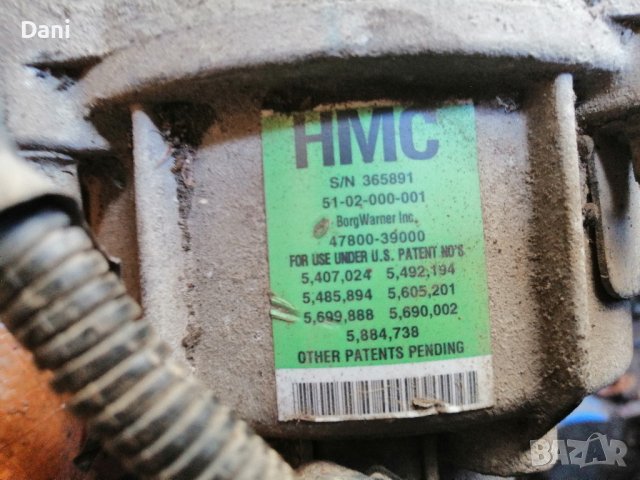 Dani
HMC
S/N 365891
51-02-000-001
BorgWarner Inc.
47800-39000
FOR USE UNDER U.S. PATENT NO'S
5,407,024 5,492,194
5,485,894 5,605,201
5,699,888 5,690,002
5,884,738
OTHER PATENTS PENDING
BAZAR